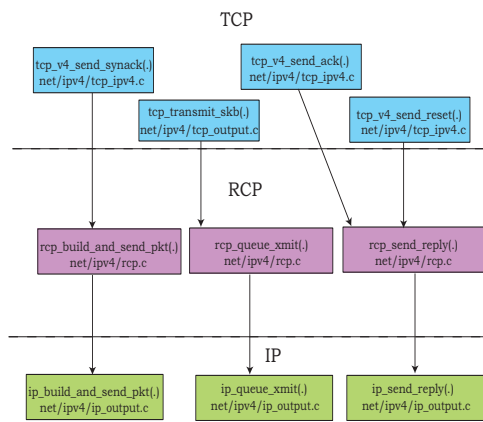 TCP
tcp_v4_send_synack(.)
net/ipv4/tcp_ipv4.c
tcp_v4_send_ack(.)
net/ipv4/tcp_ipv4.c
tcp_transmit_skb(.)
net/ipv4/tcp_output.c
tcp_v4_send_reset(.)
net/ipv4/tcp_ipv4.c
RCP
rcp_build_and_send_pkt(.)
net/ipv4/rcp.c
rcp_queue_xmit(.)
net/ipv4/rcp.c
rcp_send_reply(.)
net/ipv4/rcp.c
IP
ip_build_and_send_pkt(.)
net/ipv4/ip_output.c
ip_queue_xmit(.)
net/ipv4/ip_output.c
ip_send_reply(.)
net/ipv4/ip_output.c